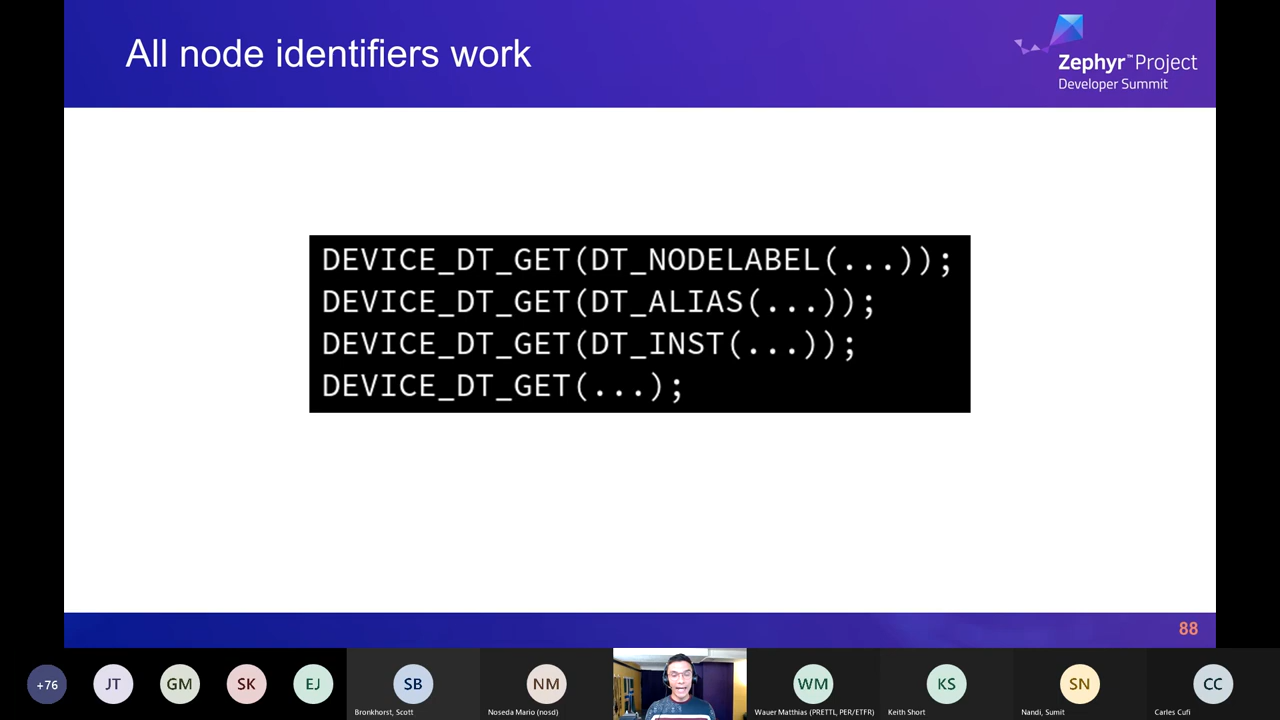 All node identifiers work
Zephyr™Project
Developer Summit
DEVICE_DT_GET(DT_NODELABEL(...));
DEVICE_DT_GET(DT_ALIAS(...));
DEVICE_DT_GET(DT_INST(...));
DEVICE_DT_GET(...);
88
+76
JT
GM
SK
EJ
SB
NM
WM
KS
SN
CC
Bronkhorst, Scott
Noseda Mario (nosd)
Wauer Matthias (PRETTL, PER/ETFR)
Keith Short
Nandi, Sumit
Carles Cufi